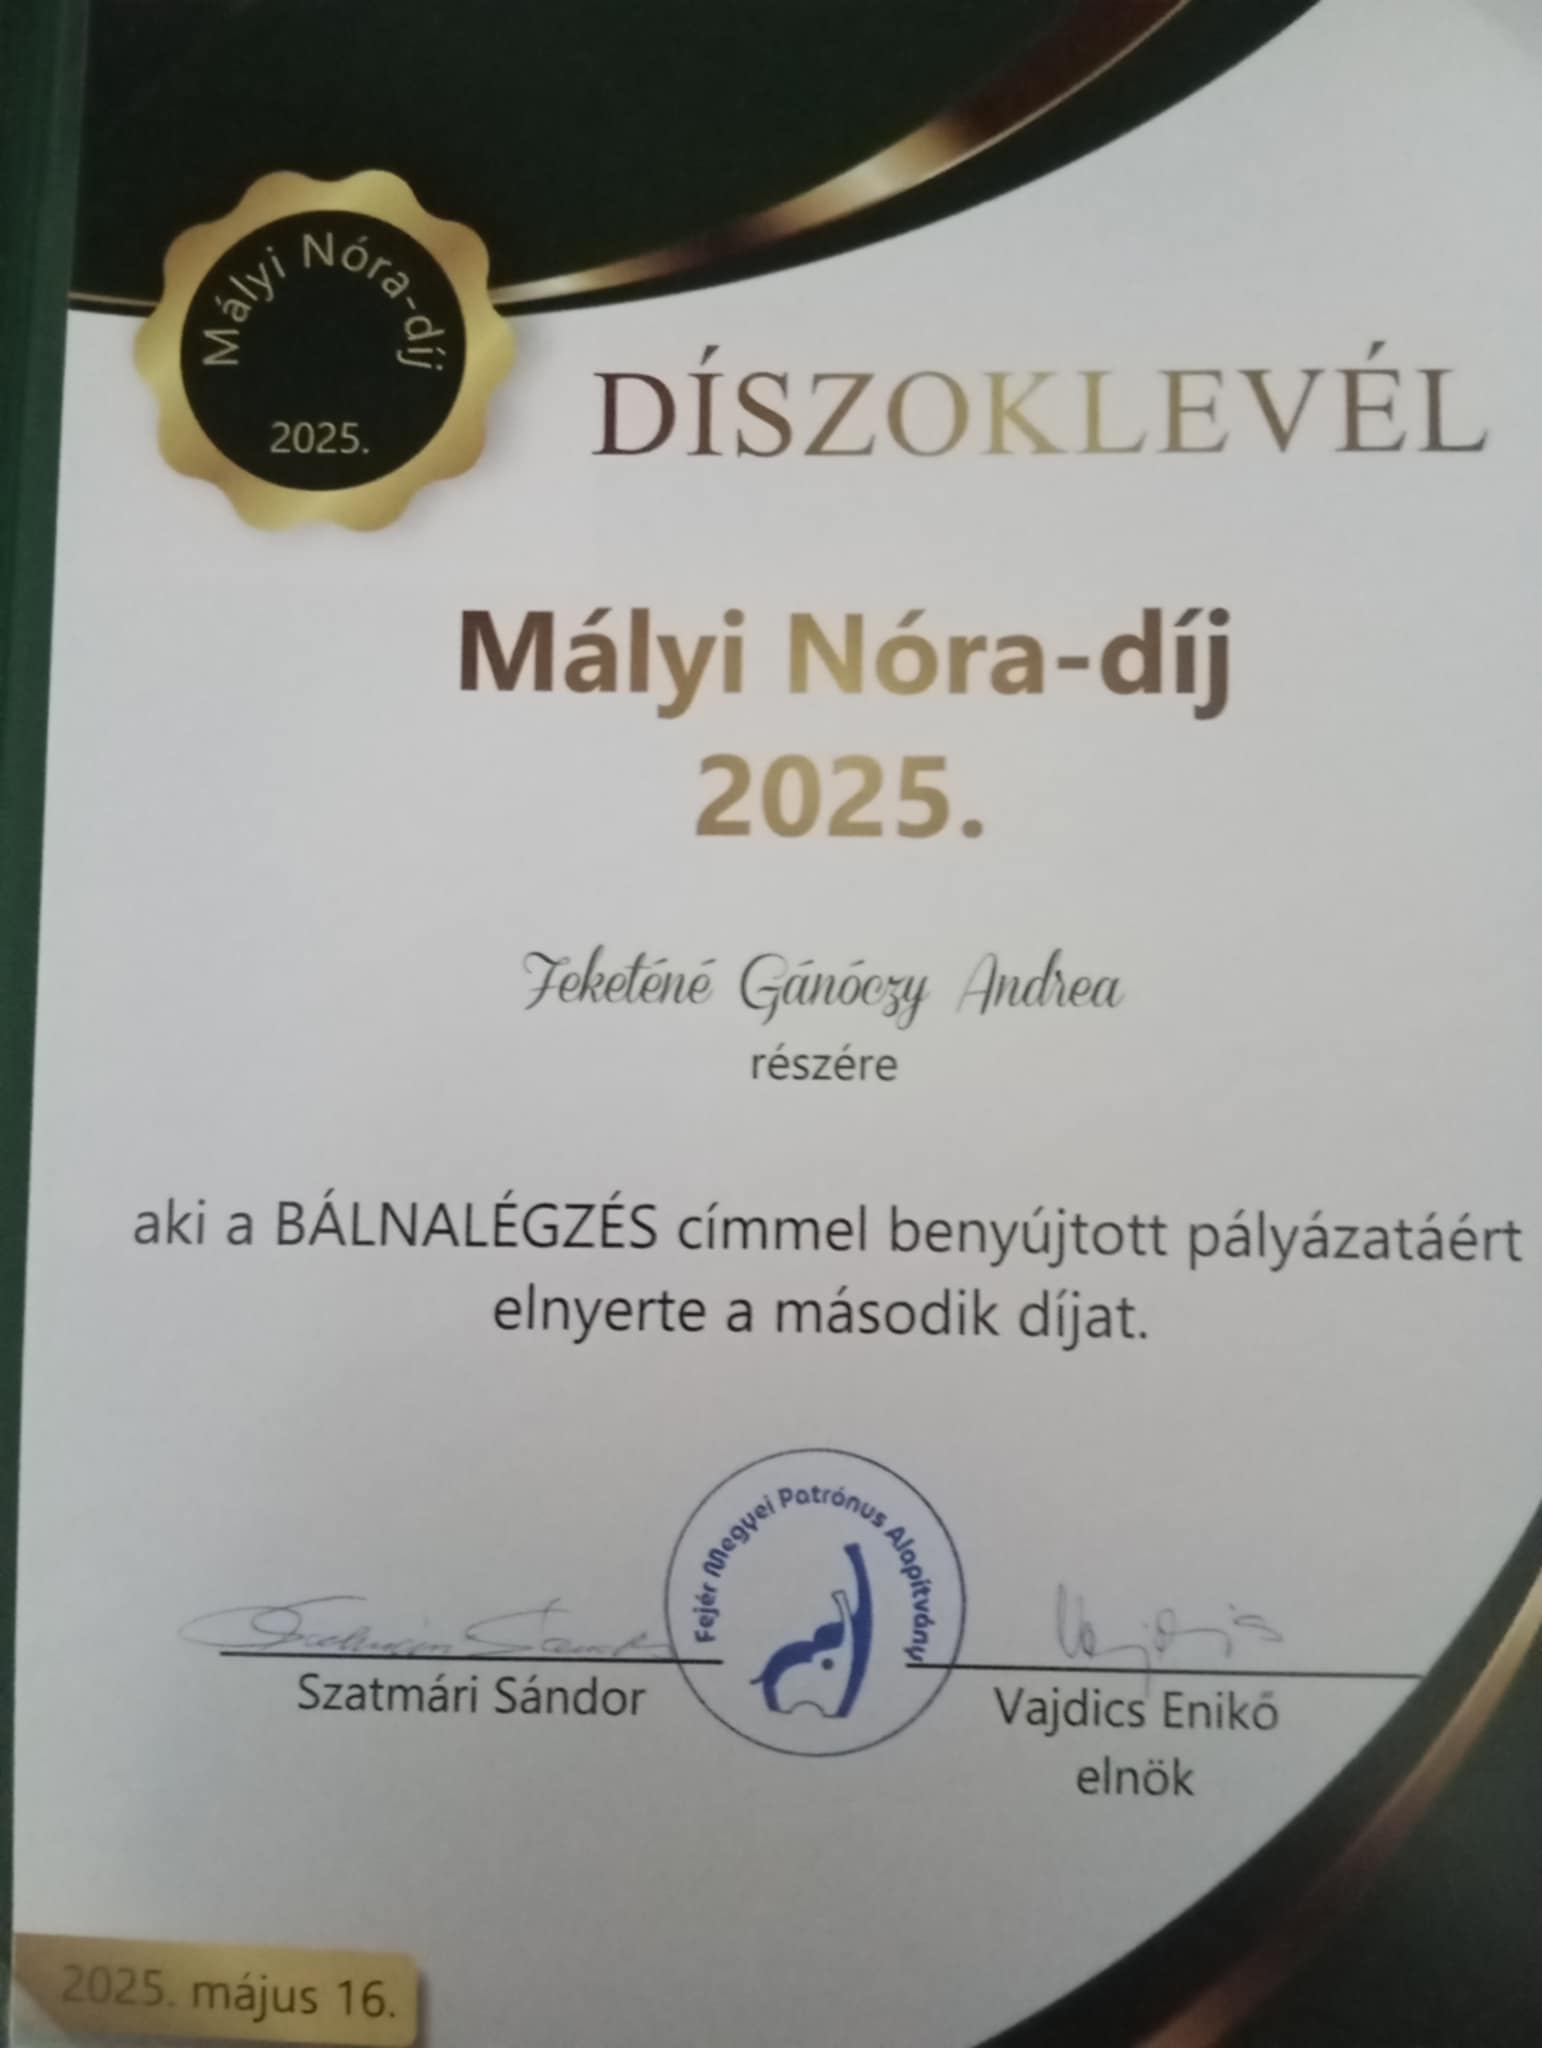 Mályi Nóra-díj
2025.
DÍSZOKLEVÉL
Mályi Nóra-díj
2025.
Feketéné Gánóczy Andrea
részére
aki a BÁLNALÉGZÉS címmel benyújtott pályázatáért
elnyerte a második díjat.
Fejér Megyei Patrónus Alapítvány
Szatmári Sándor
Vajdics Enikő
elnök
2025. május 16.